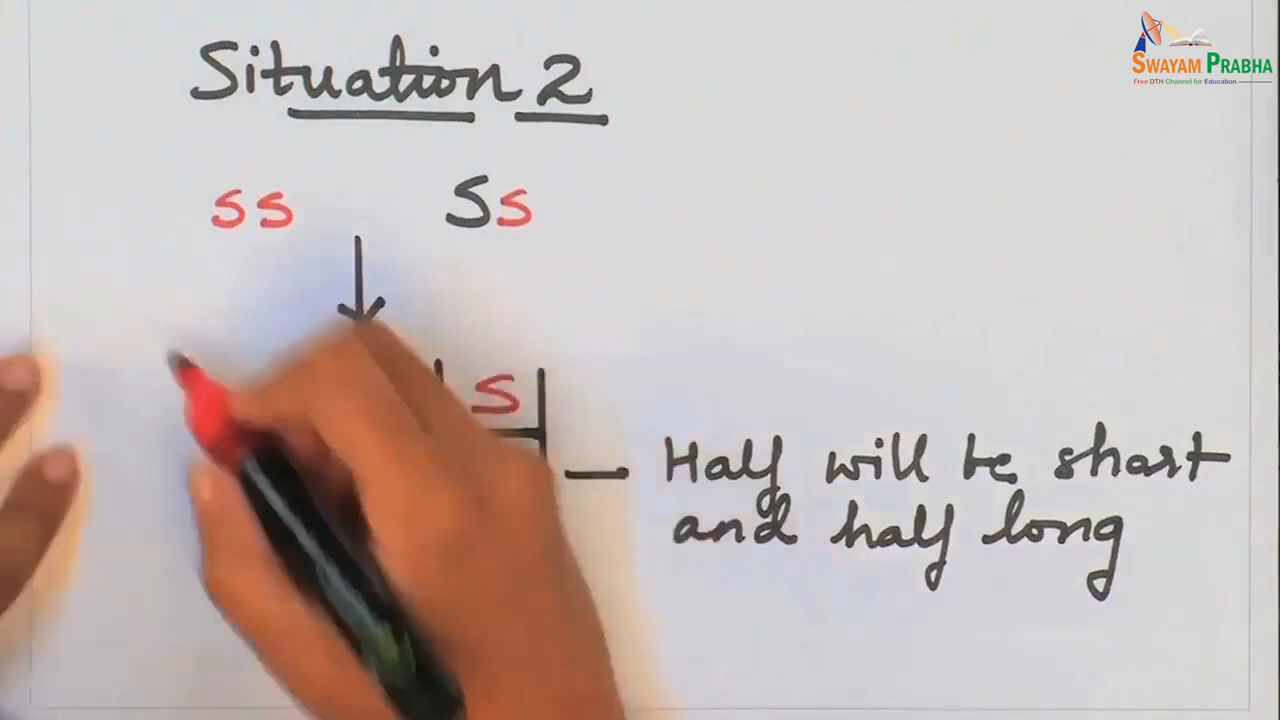 SWAYAM PRABHA
Free DTH Channel for Education
Situation 2
ss Ss
s
Half will be short
and half long